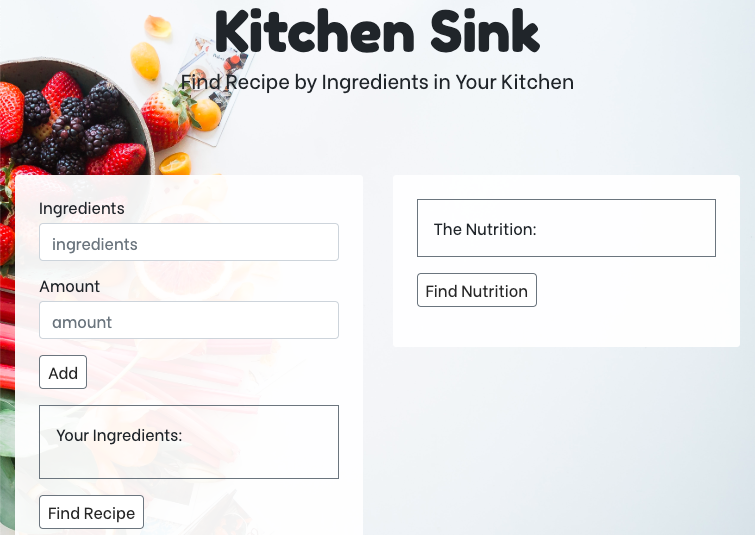 Kitchen Sink
Find Recipe by Ingredients in Your Kitchen
Ingredients
ingredients
Amount
amount
Add
Your Ingredients:
Find Recipe
The Nutrition:
Find Nutrition